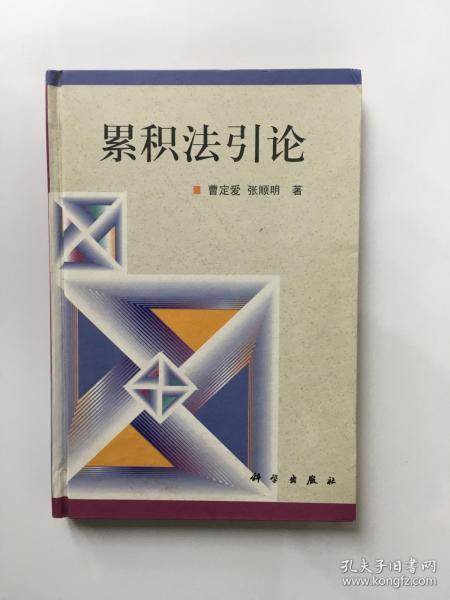 累积法引论
曹定爱 张顺明 著
科学出版社
孔夫子旧书网
www.kongfz.com